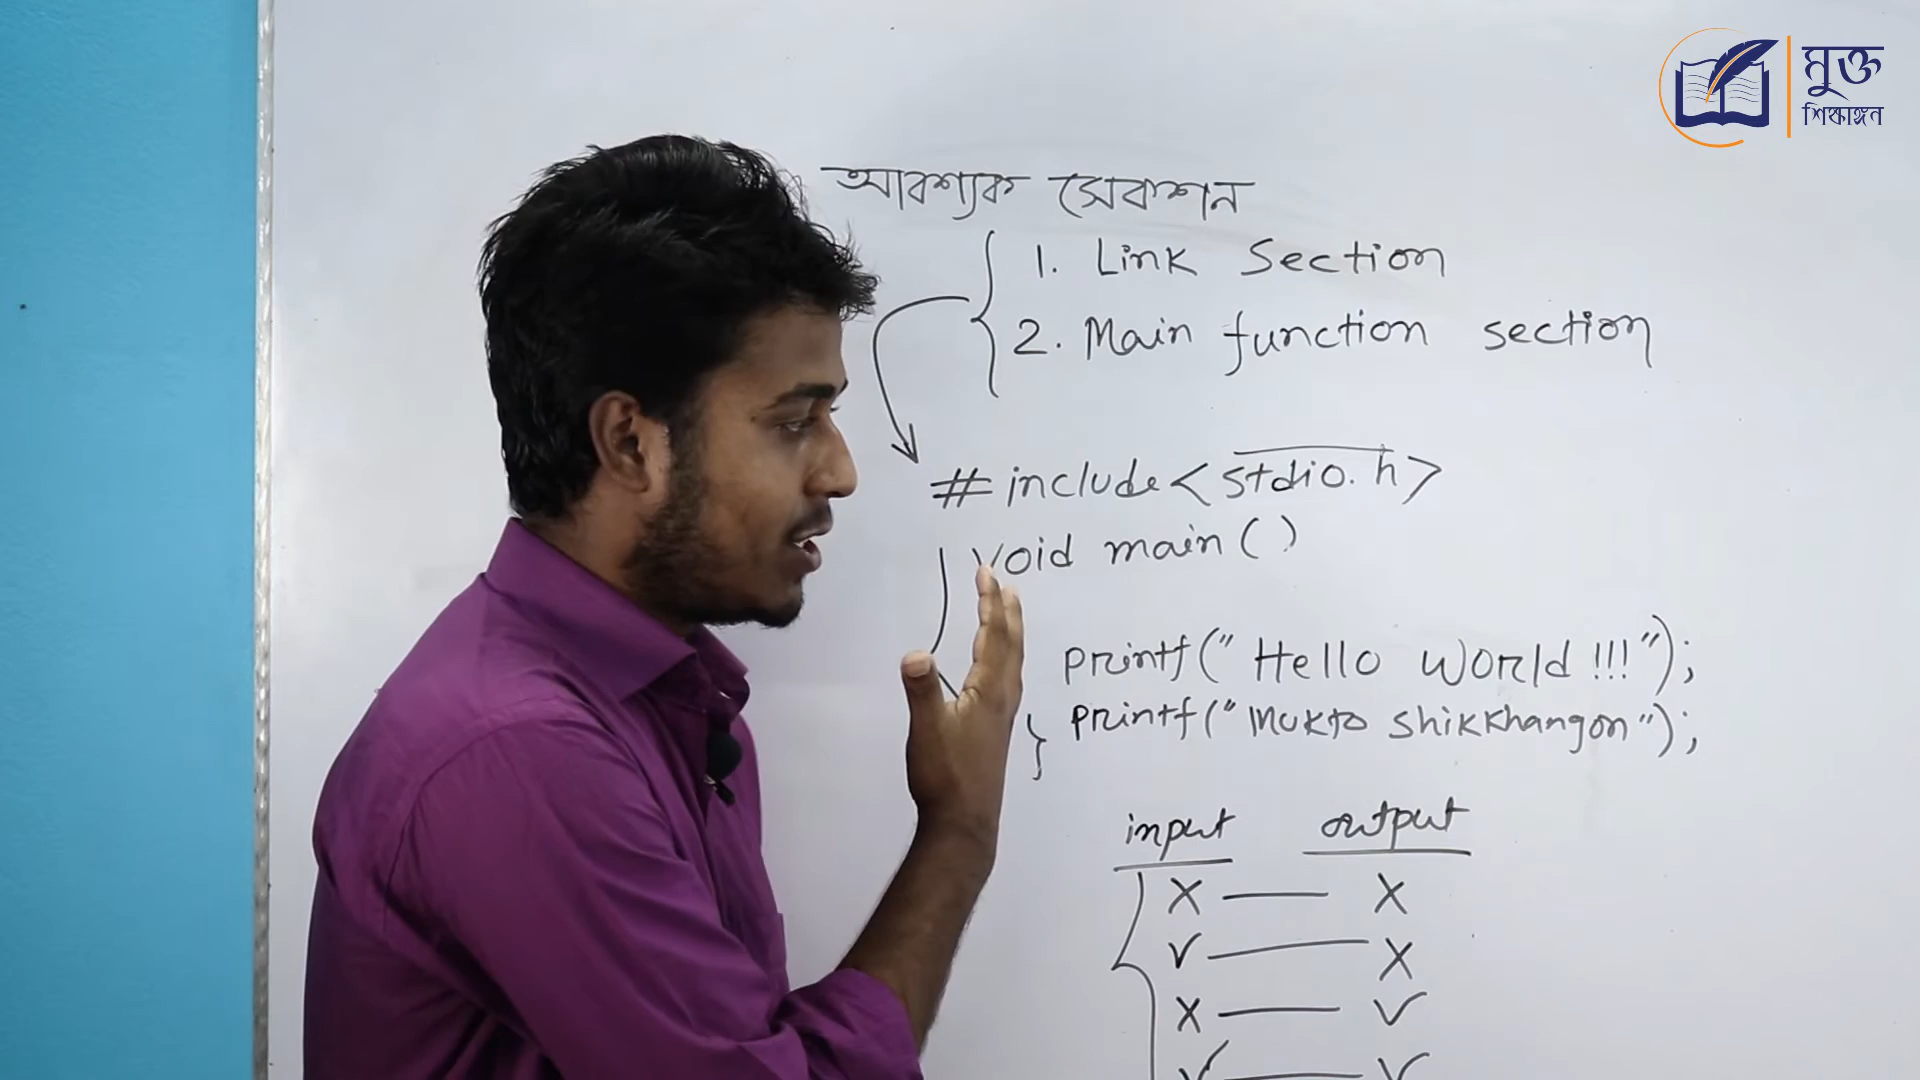 মুক্ত
শিক্ষাঙ্গন
আবশ্যক সেকশন
1. Link Section
2. Main function section
#include<stdio.h>
void main()
printf("Hello World!!!");
} printf("Mukto Shikkhangon");
input output
X — X
✓ — X
X — ✓
✓ — ✓